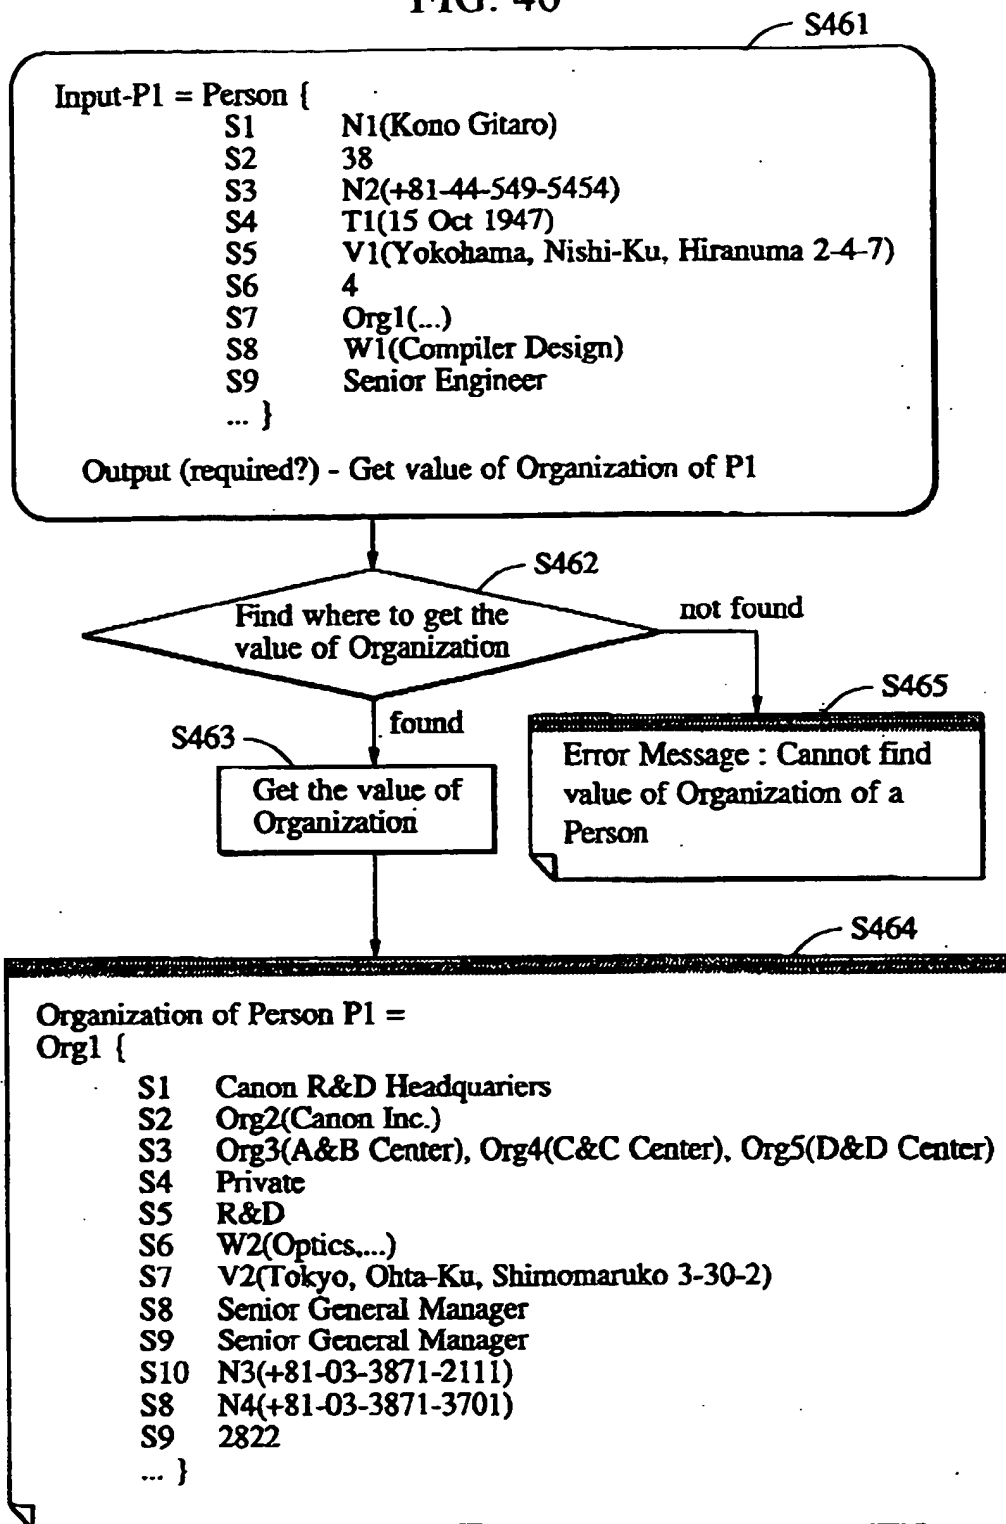 FIG. 46
S461
Input-P1 = Person {
S1 N1(Kono Gitaro)
S2 38
S3 N2(+81-44-549-5454)
S4 T1(15 Oct 1947)
S5 V1(Yokohama, Nishi-Ku, Hiranuma 2-4-7)
S6 4
S7 Org1(...)
S8 W1(Compiler Design)
S9 Senior Engineer
... }
Output (required?) - Get value of Organization of P1
S462
Find where to get the
value of Organization
not found
found
S463
Get the value of
Organization
S465
Error Message : Cannot find
value of Organization of a
Person
S464
Organization of Person P1 =
Org1 {
S1 Canon R&D Headquariers
S2 Org2(Canon Inc.)
S3 Org3(A&B Center), Org4(C&C Center), Org5(D&D Center)
S4 Private
S5 R&D
S6 W2(Optics,...)
S7 V2(Tokyo, Ohta-Ku, Shimomaruko 3-30-2)
S8 Senior General Manager
S9 Senior General Manager
S10 N3(+81-03-3871-2111)
S8 N4(+81-03-3871-3701)
S9 2822
... }